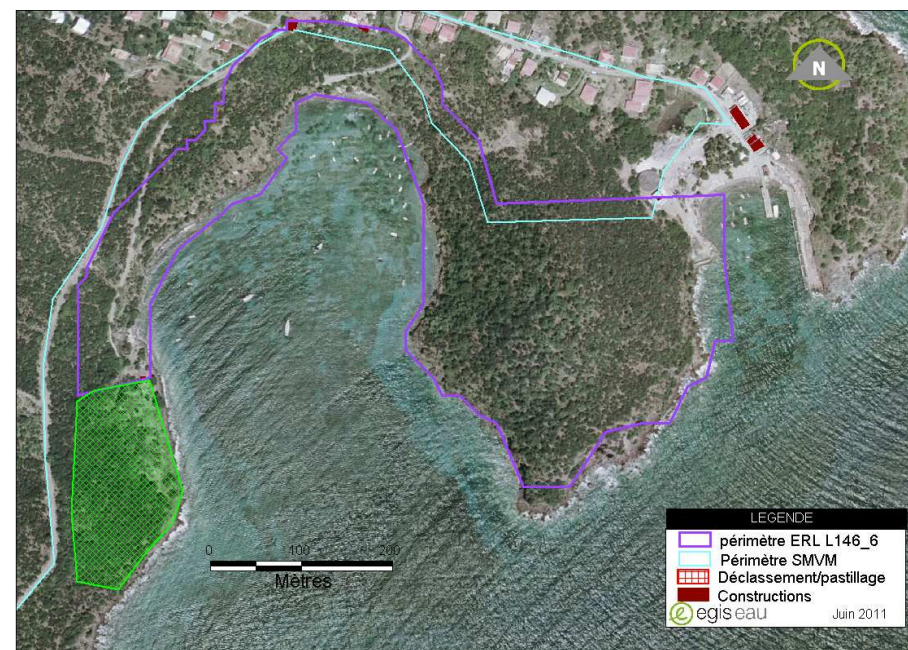 N
0 100 200
Mètres
LEGENDE
périmètre ERL L146_6
Périmètre SMVM
Déclassement/pastillage
Constructions
egis eau Juin 2011